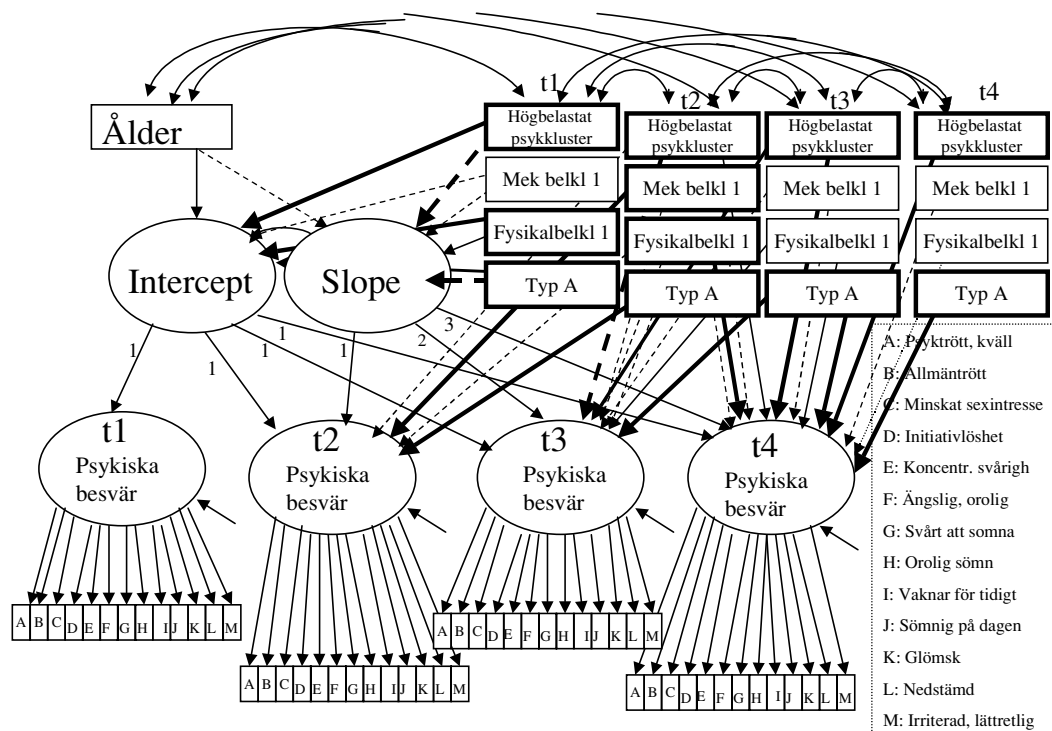 t1
t2
t3
t4
Ålder
Högbelastat
psykkluster
Högbelastat
psykkluster
Högbelastat
psykkluster
Högbelastat
psykkluster
Mek belkl 1
Mek belkl 1
Mek belkl 1
Mek belkl 1
Fysikalbelkl 1
Fysikalbelkl 1
Fysikalbelkl 1
Fysikalbelkl 1
Typ A
Typ A
Typ A
Typ A
Intercept
Slope
1
1
1
1
1
2
3
t1
Psykiska
besvär
t2
Psykiska
besvär
t3
Psykiska
besvär
t4
Psykiska
besvär
A B C D E F G H I J K L M
A B C D E F G H I J K L M
A B C D E F G H I J K L M
A B C D E F G H I J K L M
A: Psyktrött, kväll
B: Allmäntrött
C: Minskat sexintresse
D: Initiativlöshet
E: Koncentr. svårigh
F: Ängslig, orolig
G: Svårt att somna
H: Orolig sömn
I: Vaknar för tidigt
J: Sömnig på dagen
K: Glömsk
L: Nedstämd
M: Irriterad, lättretlig